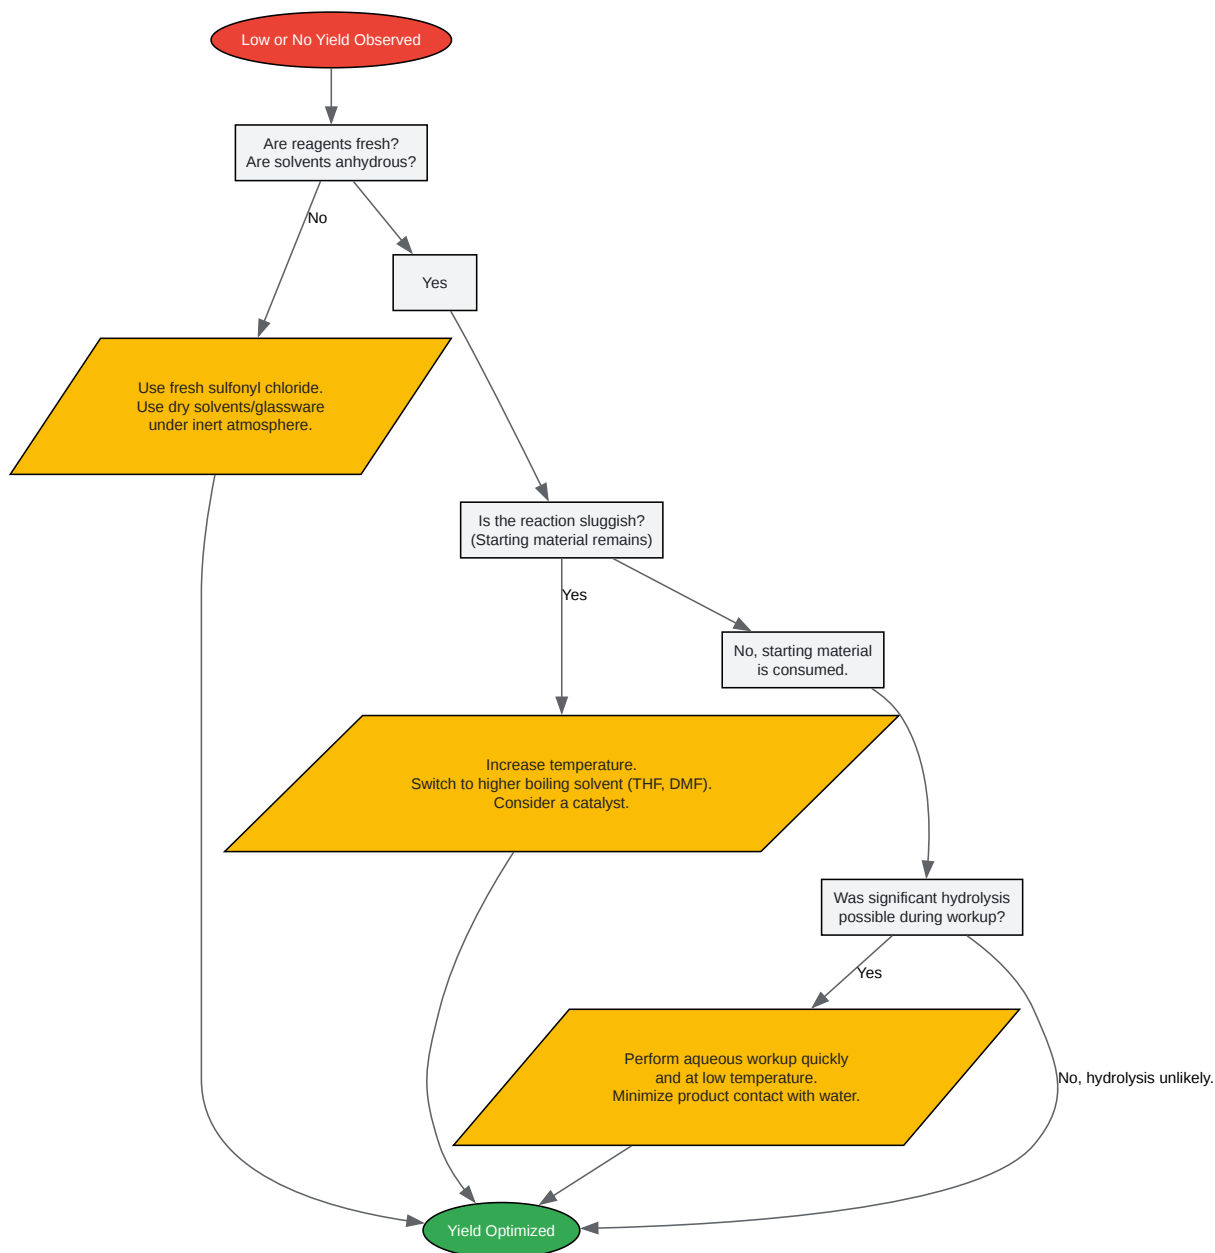 Low or No Yield Observed
Are reagents fresh?
Are solvents anhydrous?
No
Yes
Use fresh sulfonyl chloride.
Use dry solvents/glassware
under inert atmosphere.
Is the reaction sluggish?
(Starting material remains)
Yes
No, starting material
is consumed.
Increase temperature.
Switch to higher boiling solvent (THF, DMF).
Consider a catalyst.
Was significant hydrolysis
possible during workup?
Yes
Perform aqueous workup quickly
and at low temperature.
Minimize product contact with water.
No, hydrolysis unlikely.
Yield Optimized